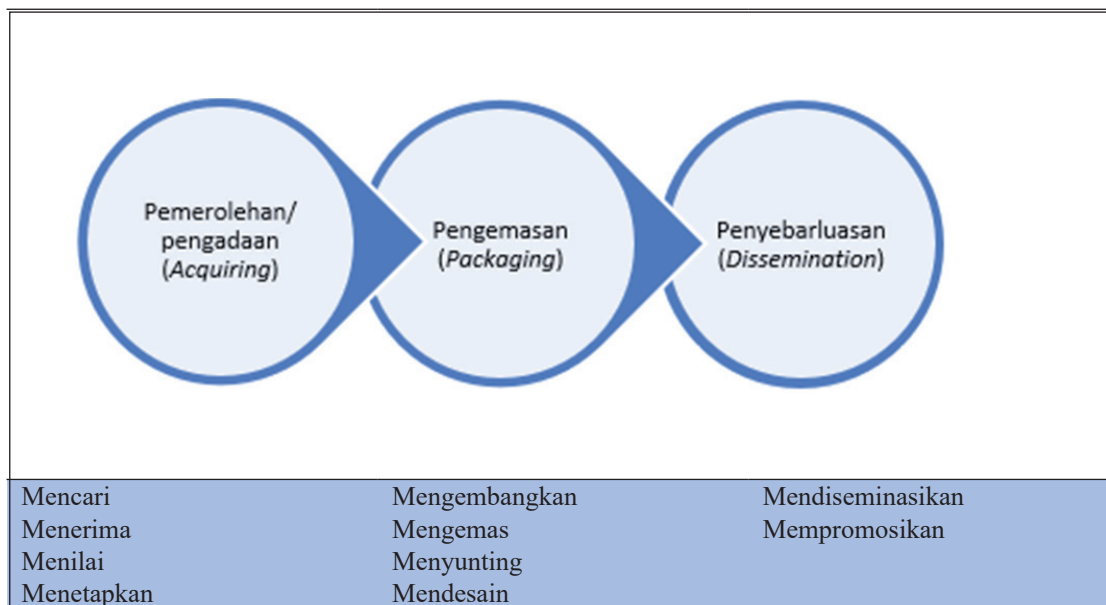 Pemerolehan/
pengadaan
(Acquiring)
Pengemasan
(Packaging)
Penyebarluasan
(Dissemination)
Mencari
Menerima
Menilai
Menetapkan
Mengembangkan
Mengemas
Menyunting
Mendesain
Mendiseminasikan
Mempromosikan